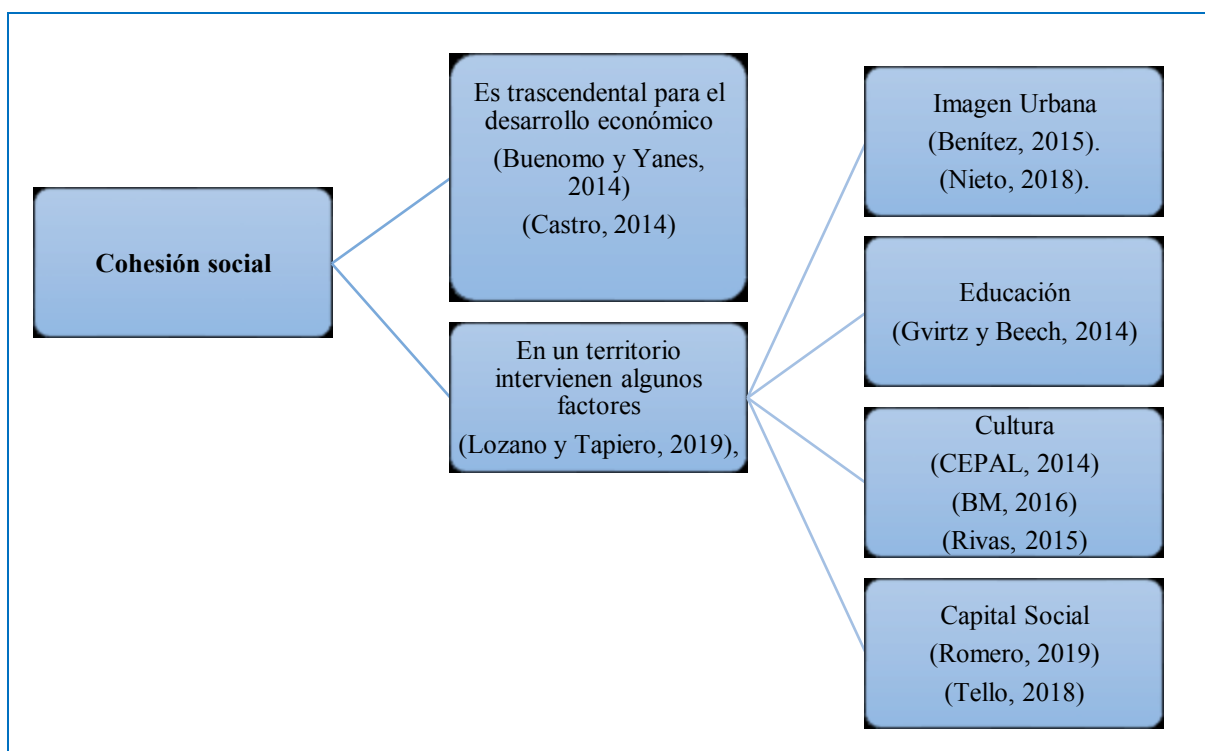 Cohesión social
Es trascendental para el
desarrollo económico
(Buenomo y Yanes,
2014)
(Castro, 2014)
En un territorio
intervienen algunos
factores
(Lozano y Tapiero, 2019),
Imagen Urbana
(Benítez, 2015).
(Nieto, 2018).
Educación
(Gvirtz y Beech, 2014)
Cultura
(CEPAL, 2014)
(BM, 2016)
(Rivas, 2015)
Capital Social
(Romero, 2019)
(Tello, 2018)